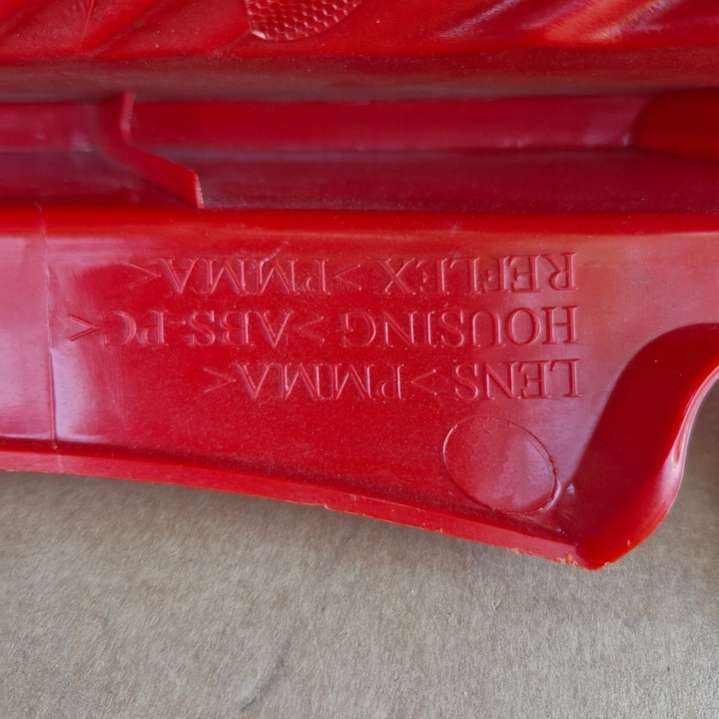 LENS >PMMA<
HOUSING >ABS-PC<
REFLEX >PMMA<